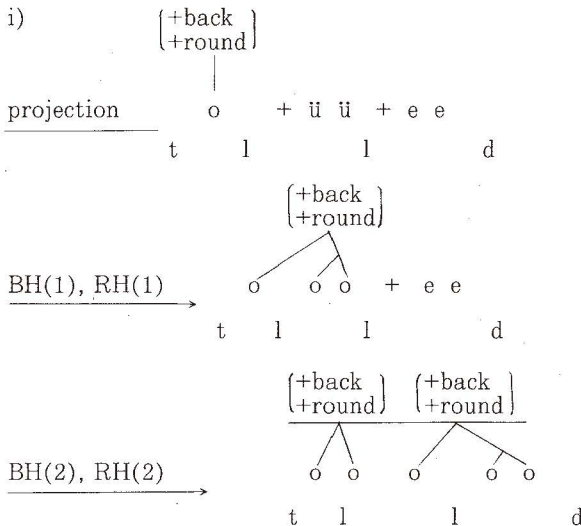 i)
[+back
+round]
projection o + ü ü + e e
t l l d
[+back
+round]
BH(1), RH(1) o o o + e e
t l l d
[+back +back
+round] [+round]
BH(2), RH(2) o o o o o
t l l d